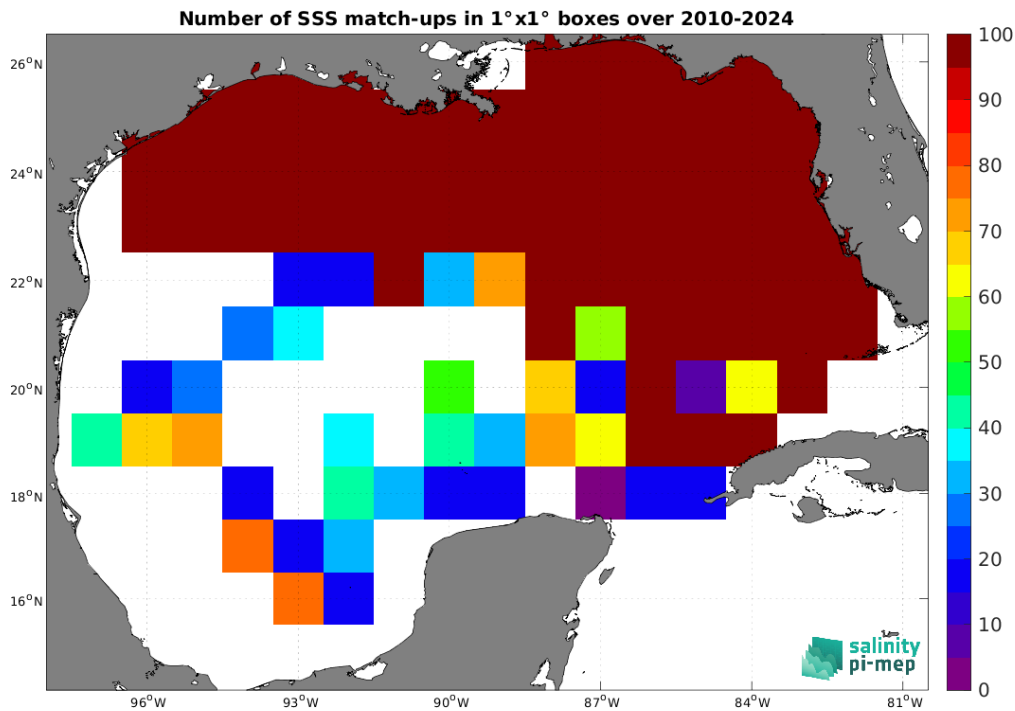 Number of SSS match-ups in 1°x1° boxes over 2010-2024
26°N
24°N
22°N
20°N
18°N
16°N
96°W
93°W
90°W
87°W
84°W
81°W
100
90
80
70
60
50
40
30
20
10
0
salinity
pi-mep